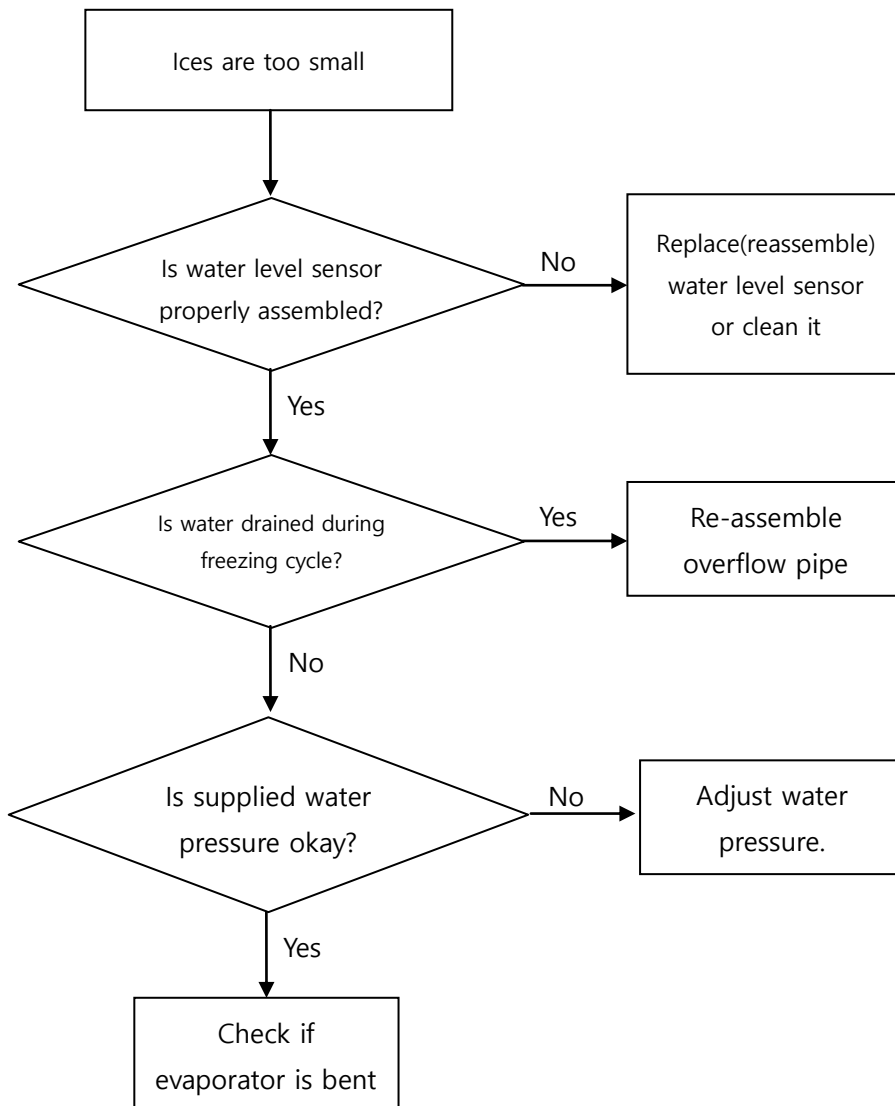 Ices are too small
Is water level sensor
properly assembled?
No
Replace(reassemble)
water level sensor
or clean it
Yes
Is water drained during
freezing cycle?
Yes
Re-assemble
overflow pipe
No
Is supplied water
pressure okay?
No
Adjust water
pressure.
Yes
Check if
evaporator is bent